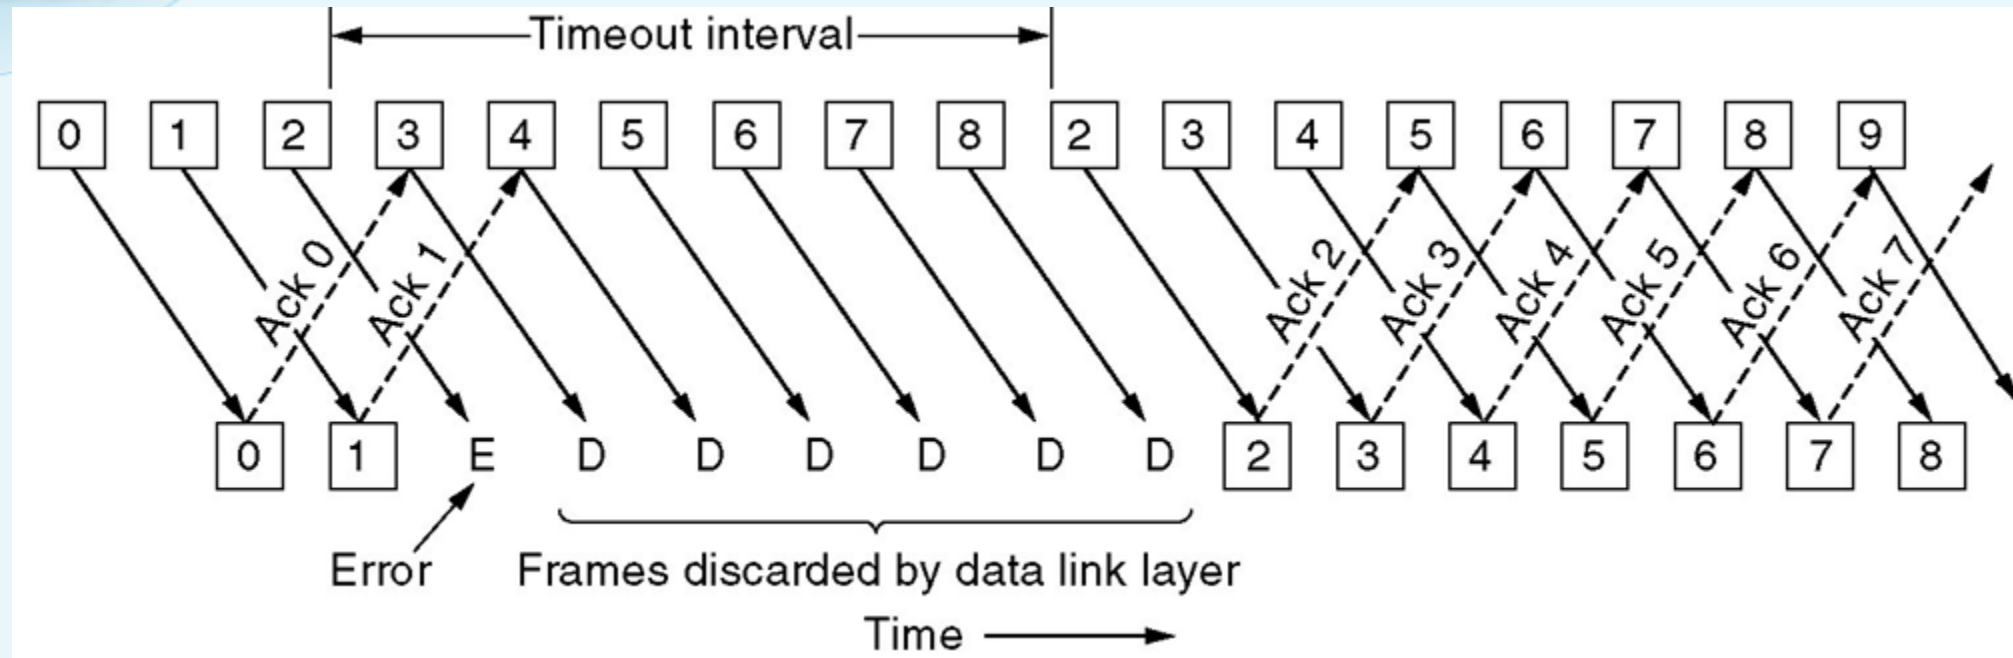 Timeout interval
0 1 2 3 4 5 6 7 8 2 3 4 5 6 7 8 9
Ack 0 Ack 1 Ack 2 Ack 3 Ack 4 Ack 5 Ack 6 Ack 7
0 1 E D D D D D D 2 3 4 5 6 7 8
Error Frames discarded by data link layer
Time